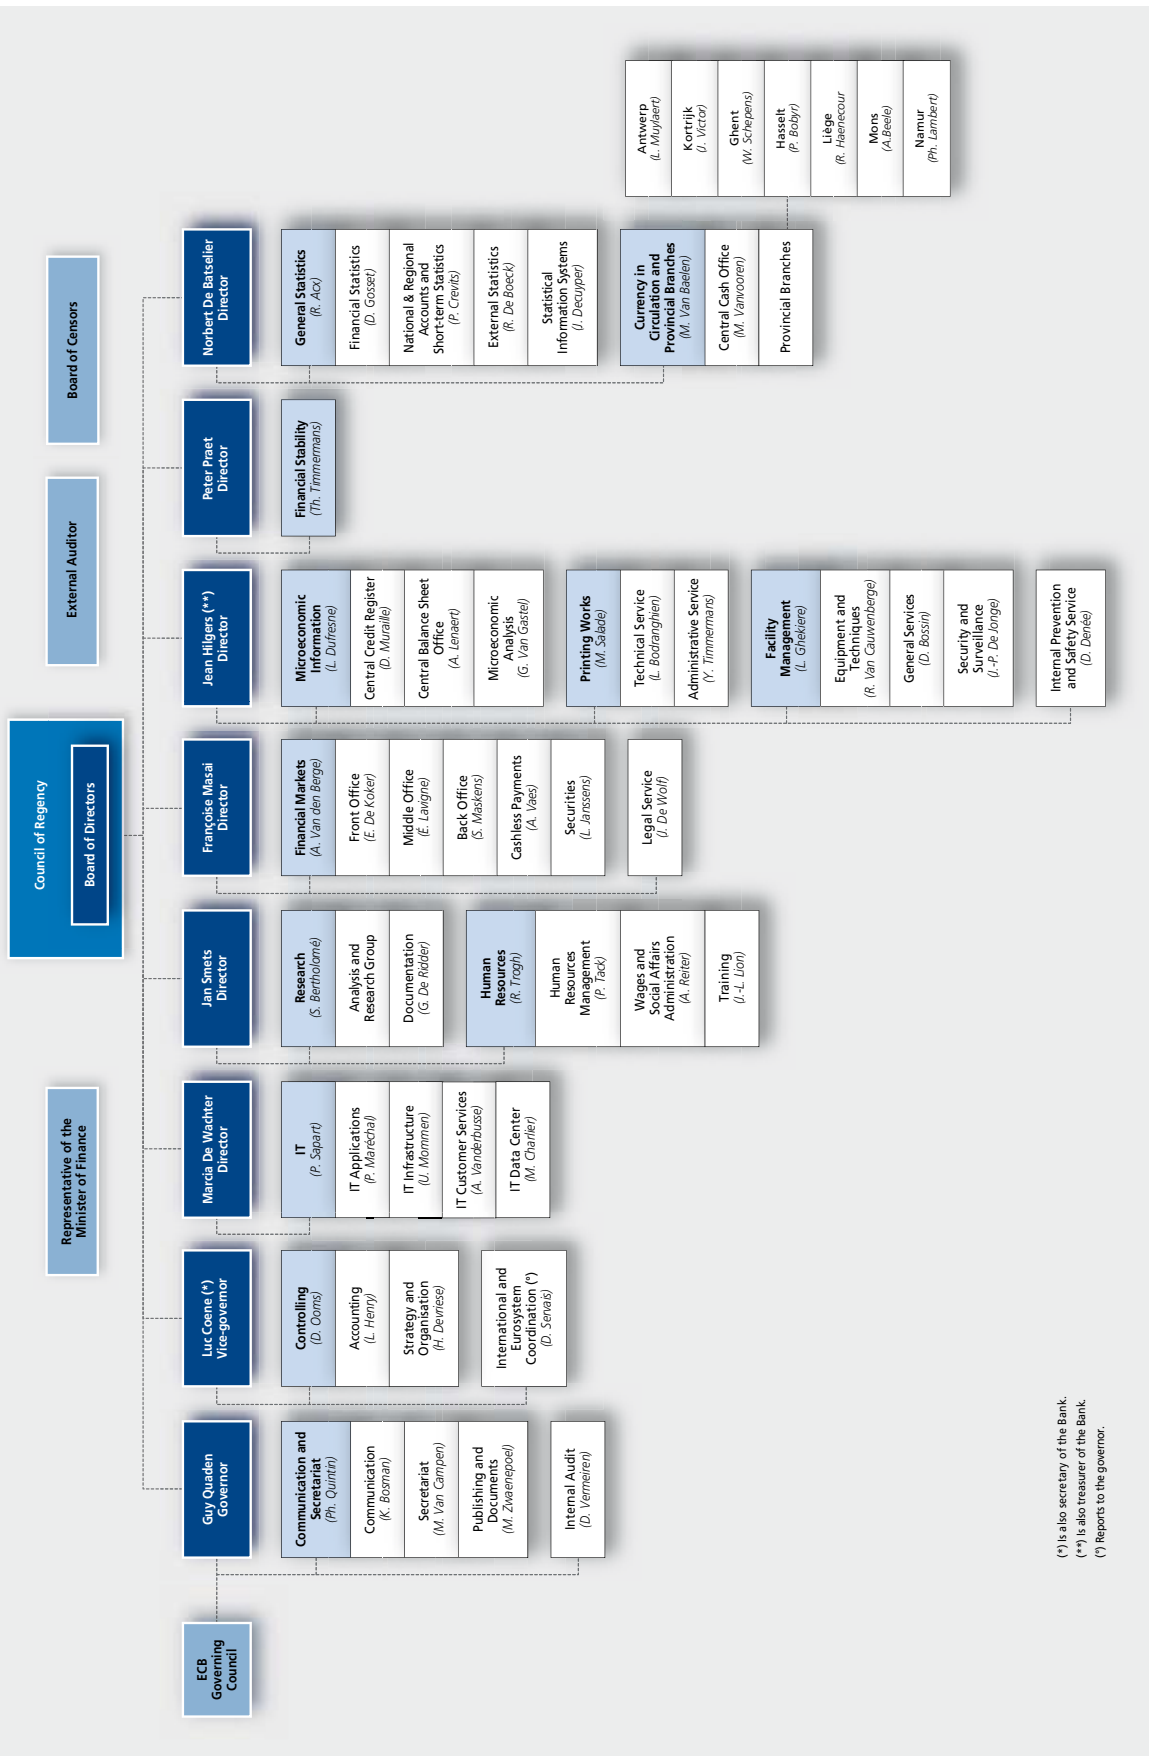 Council of Regency
Board of Directors
Representative of the
Minister of Finance
External Auditor
Board of Censors
ECB
Governing
Council
Guy Quaden
Governor
Communication and
Secretariat
(Ph. Quintin)
Communication
(K. Bosman)
Secretariat
(M. Van Campen)
Publishing and
Documents
(M. Zwaenepoel)
Internal Audit
(D. Vermeiren)
Luc Coene (*)
Vice-governor
Controlling
(D. Ooms)
Accounting
(L. Henry)
Strategy and
Organisation
(H. Devriese)
International and
Eurosystem
Coordination (°)
(D. Servais)
Marcia De Wachter
Director
IT
(P. Sapart)
IT Applications
(P. Maréchal)
IT Infrastructure
(U. Mommen)
IT Customer Services
(A. Vanderbusse)
IT Data Center
(M. Charlier)
Jan Smets
Director
Research
(S. Bertholomé)
Analysis and
Research Group
Documentation
(G. De Ridder)
Human
Resources
(R. Trogh)
Human
Resources
Management
(P. Tack)
Wages and
Social Affairs
Administration
(A. Reiter)
Training
(J.-L. Lion)
Françoise Masai
Director
Financial Markets
(A. Van den Berge)
Front Office
(E. De Koker)
Middle Office
(É. Lavigne)
Back Office
(S. Maskens)
Cashless Payments
(A. Vaes)
Securities
(L. Janssens)
Legal Service
(J. De Wolf)
Jean Hilgers (**)
Director
Microeconomic
Information
(L. Dufresne)
Central Credit Register
(D. Muraille)
Central Balance Sheet
Office
(A. Lenaert)
Microeconomic
Analysis
(G. Van Gastel)
Printing Works
(M. Salade)
Technical Service
(L. Bodranghien)
Administrative Service
(Y. Timmermans)
Facility
Management
(L. Ghekiere)
Equipment and
Techniques
(R. Van Cauwenberge)
General Services
(D. Bossin)
Security and
Surveillance
(J.-P. De Jonge)
Internal Prevention
and Safety Service
(D. Denée)
Peter Praet
Director
Financial Stability
(Th. Timmermans)
Norbert De Batselier
Director
General Statistics
(R. Acx)
Financial Statistics
(D. Gosset)
National & Regional
Accounts and
Short-term Statistics
(P. Crevits)
External Statistics
(R. De Boeck)
Statistical
Information Systems
(J. Decuyper)
Currency in
Circulation and
Provincial Branches
(M. Van Baelen)
Central Cash Office
(M. Vanvooren)
Provincial Branches
Antwerp
(L. Muylaert)
Kortrijk
(J. Victor)
Ghent
(W. Schepens)
Hasselt
(P. Bobyr)
Liège
(R. Haenecour
Mons
(A.Beele)
Namur
(Ph. Lambert)
(*) Is also secretary of the Bank.
(**) Is also treasurer of the Bank.
(°) Reports to the governor.